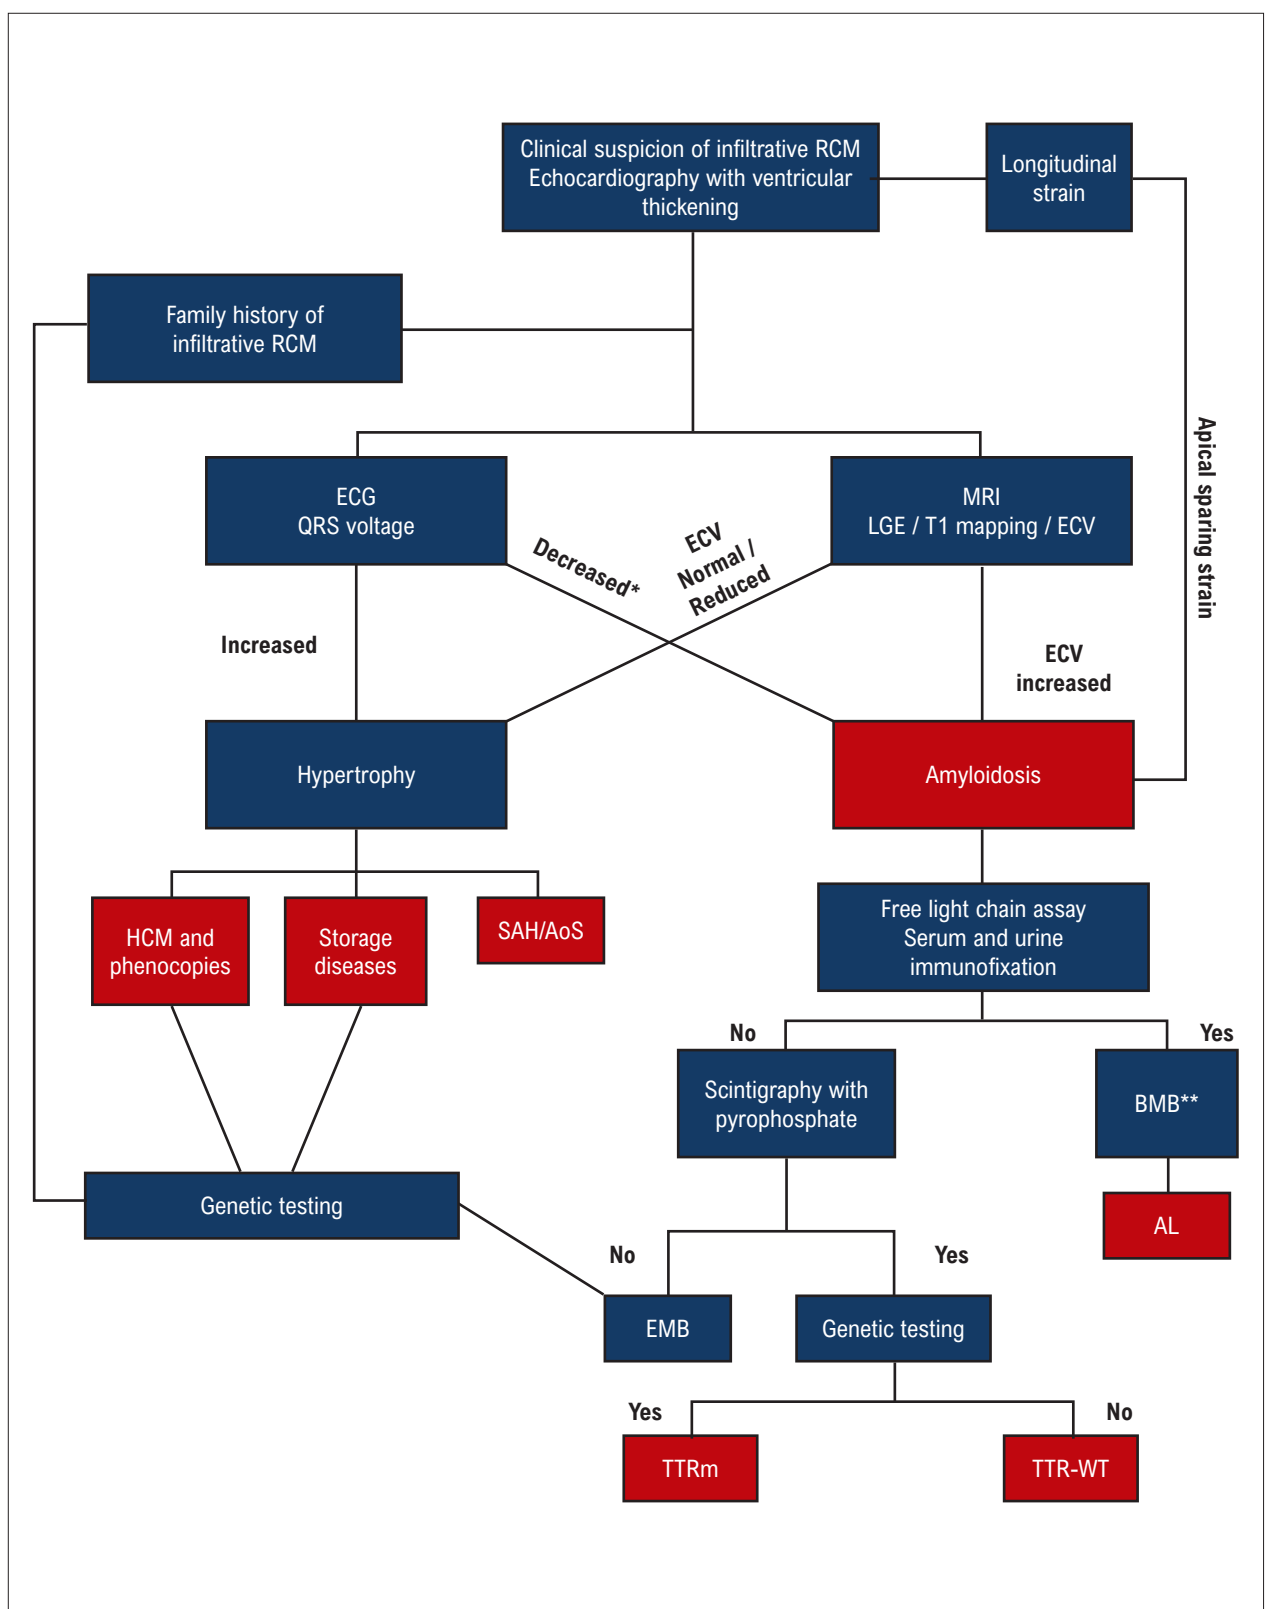 Clinical suspicion of infiltrative RCM
Echocardiography with ventricular
thickening
Longitudinal
strain
Family history of
infiltrative RCM
Apical sparing strain
ECG
QRS voltage
MRI
LGE / T1 mapping / ECV
Decreased*
ECV
Normal /
Reduced
Increased
ECV
increased
Hypertrophy
Amyloidosis
HCM and
phenocopies
Storage
diseases
SAH/AoS
Free light chain assay
Serum and urine
immunofixation
No
Yes
Scintigraphy with
pyrophosphate
BMB**
Genetic testing
AL
No
Yes
EMB
Genetic testing
Yes
No
TTRm
TTR-WT